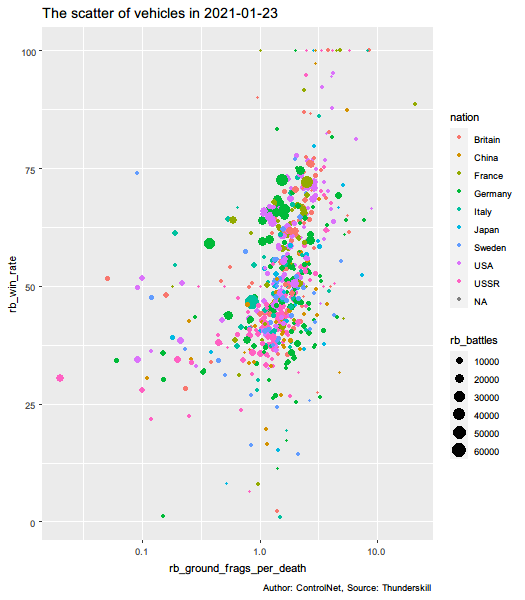 The scatter of vehicles in 2021-01-23
100
75
50
25
0
rb_win_rate
0.1
1.0
10.0
rb_ground_frags_per_death
nation
Britain
China
France
Germany
Italy
Japan
Sweden
USA
USSR
NA
rb_battles
10000
20000
30000
40000
50000
60000
Author: ControlNet, Source: Thunderskill